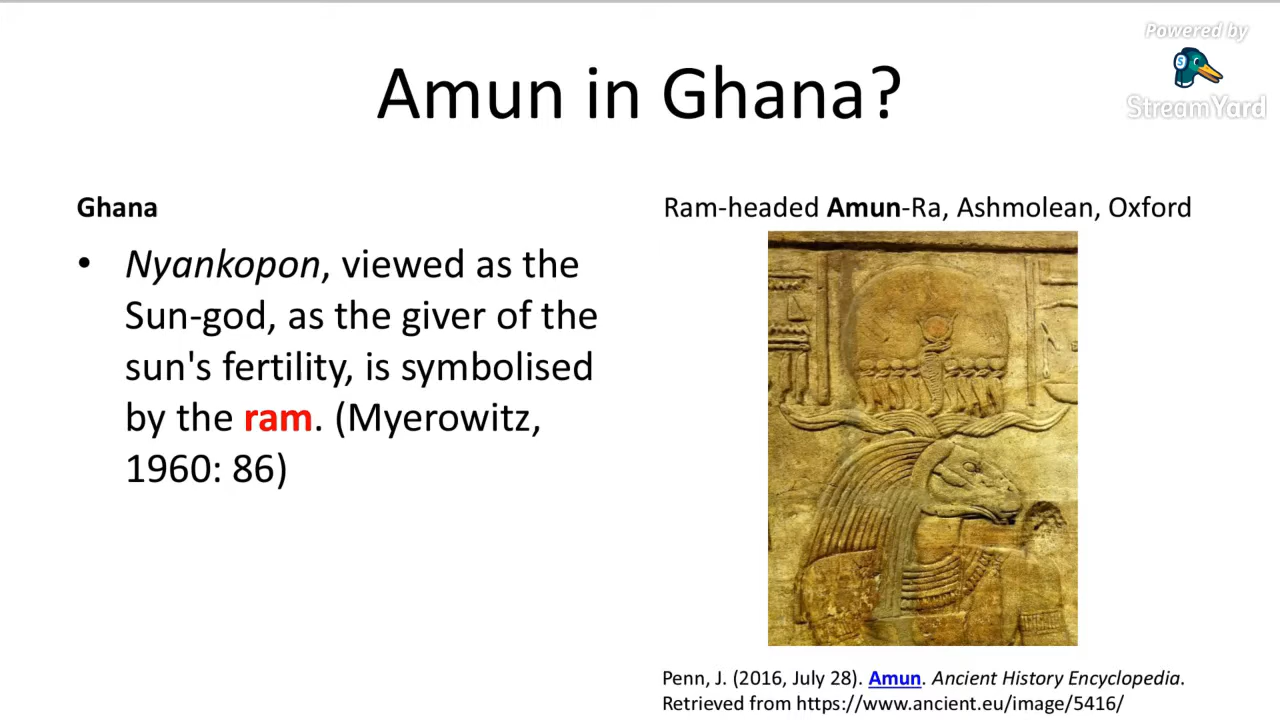 Powered by
StreamYard
Amun in Ghana?
Ghana
• Nyankopon, viewed as the
Sun-god, as the giver of the
sun's fertility, is symbolised
by the ram. (Myerowitz,
1960: 86)
Ram-headed Amun-Ra, Ashmolean, Oxford
Penn, J. (2016, July 28). Amun. Ancient History Encyclopedia.
Retrieved from https://www.ancient.eu/image/5416/